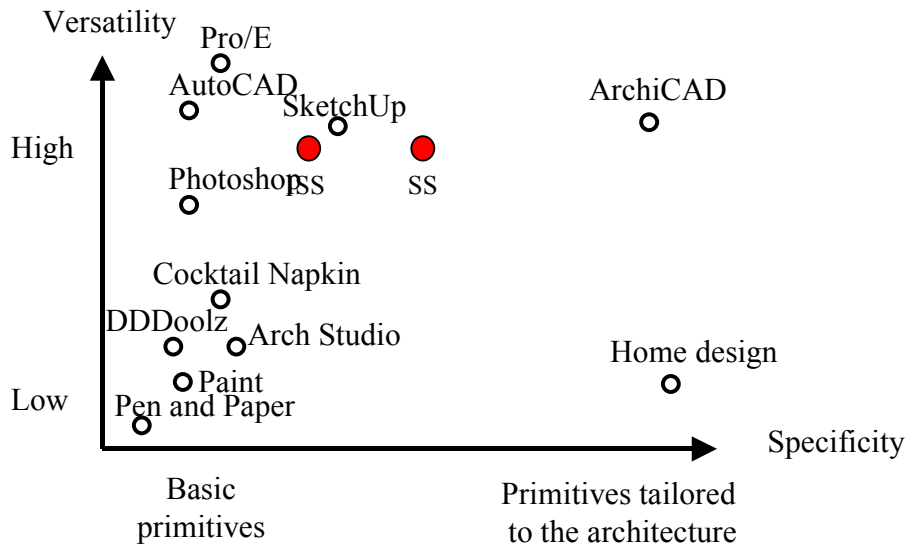 Versatility
Pro/E
AutoCAD
SketchUp
ArchiCAD
High
Photoshop
ISS
SS
Cocktail Napkin
DDDoolz
Arch Studio
Home design
Paint
Low
Pen and Paper
Specificity
Basic
primitives
Primitives tailored
to the architecture